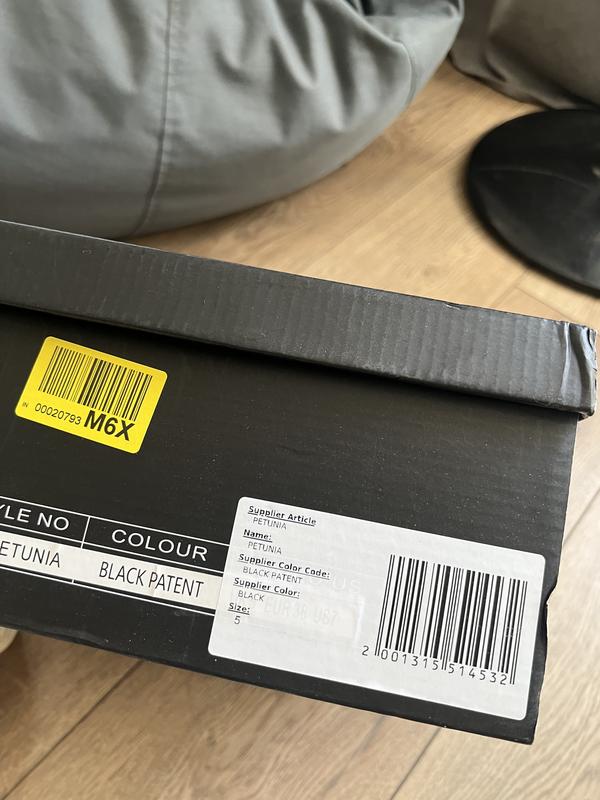 IN 00020793 M6X
YLE NO COLOUR
ETUNIA BLACK PATENT
Supplier Article
PETUNIA
Name:
PETUNIA
Supplier Color Code:
BLACK PATENT
Supplier Color:
BLACK
Size:
5
2 001315 514532